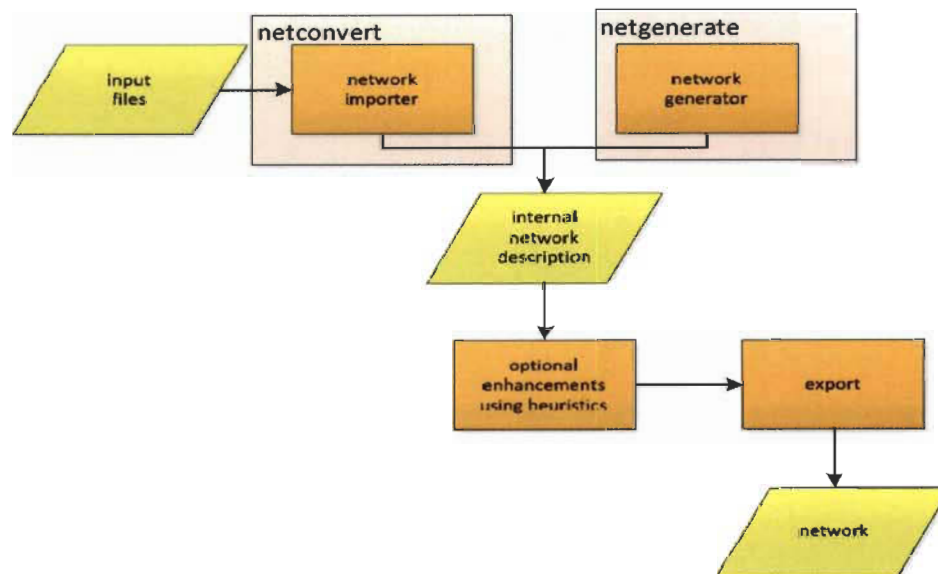 netconvert
netgenerate
input
files
network
importer
network
generator
internal
network
description
optional
enhancements
using heuristics
export
network